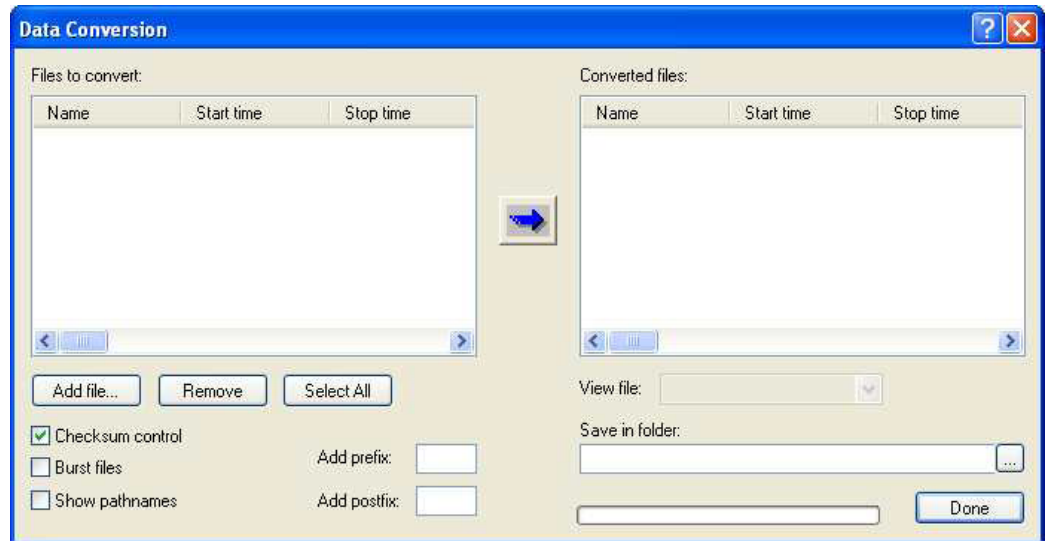 Data Conversion
Files to convert:
Name Start time Stop time
Add file... Remove Select All
Checksum control
Burst files
Show pathnames
Add prefix:
Add postfix:
Converted files:
Name Start time Stop time
View file:
Save in folder:
...
Done